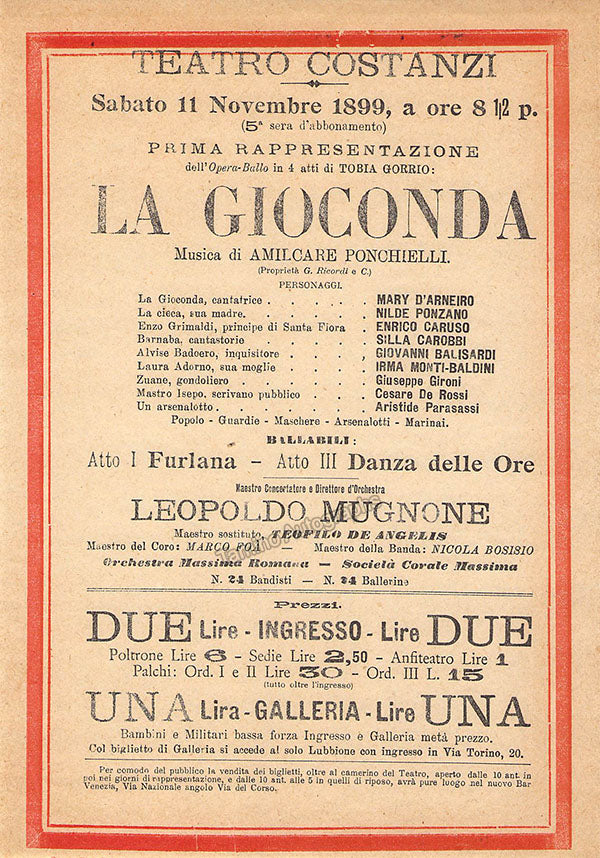 TEATRO COSTANZI
Sabato 11 Novembre 1899, a ore 8 1|2 p.
(5ª sera d'abbonamento)
PRIMA RAPPRESENTAZIONE
dell'Opera-Ballo in 4 atti di TOBIA GORRIO:
LA GIOCONDA
Musica di AMILCARE PONCHIELLI.
(Proprietà G. Ricordi e C.)
PERSONAGGI.
La Gioconda, cantatrice . . . . . MARY D'ARNEIRO
La cieca, sua madre. . . . . . NILDE PONZANO
Enzo Grimaldi, principe di Santa Fiora . ENRICO CARUSO
Barnaba, cantastorie . . . . . SILLA CAROBBI
Alvise Badoero, inquisitore . . . . GIOVANNI BALISARDI
Laura Adorno, sua moglie . . . . IRMA MONTI-BALDINI
Zuane, gondoliero . . . . . Giuseppe Gironi
Mastro Isepo, scrivano pubblico . . . Cesare De Rossi
Un arsenalotto. . . . . . . Aristide Parasassi
Popolo - Guardie - Maschere - Arsenalotti - Marinai.
BALLABILI:
Atto I Furlana - Atto III Danza delle Ore
Maestro Concertatore e Direttore d'Orchestra
LEOPOLDO MUGNONE
Maestro sostituto, TEOFILO DE ANGELIS
Maestro del Coro: MARCO FOÀ — Maestro della Banda: NICOLA BOSISIO
Orchestra Massima Romana — Società Corale Massima
N. 24 Bandisti — N. 24 Ballerine
TaminoAutographs
Prezzi.
DUE Lire - INGRESSO - Lire DUE
Poltrone Lire 6 - Sedie Lire 2,50 - Anfiteatro Lire 1
Palchi: Ord. I e II Lire 30 - Ord. III L. 15
(tutto oltre l'ingresso)
UNA Lira - GALLERIA - Lire UNA
Bambini e Militari bassa forza Ingresso e Galleria metà prezzo.
Col biglietto di Galleria si accede al solo Lubbione con ingresso in Via Torino, 20.
Per comodo del pubblico la vendita dei biglietti, oltre al camerino del Teatro, aperto dalle 10 ant. in
poi nei giorni di rappresentazione, e dalle 10 ant. alle 5 in quelli di riposo, avrà pure luogo nel nuovo Bar
Venezia, Via Nazionale angolo Via del Corso.